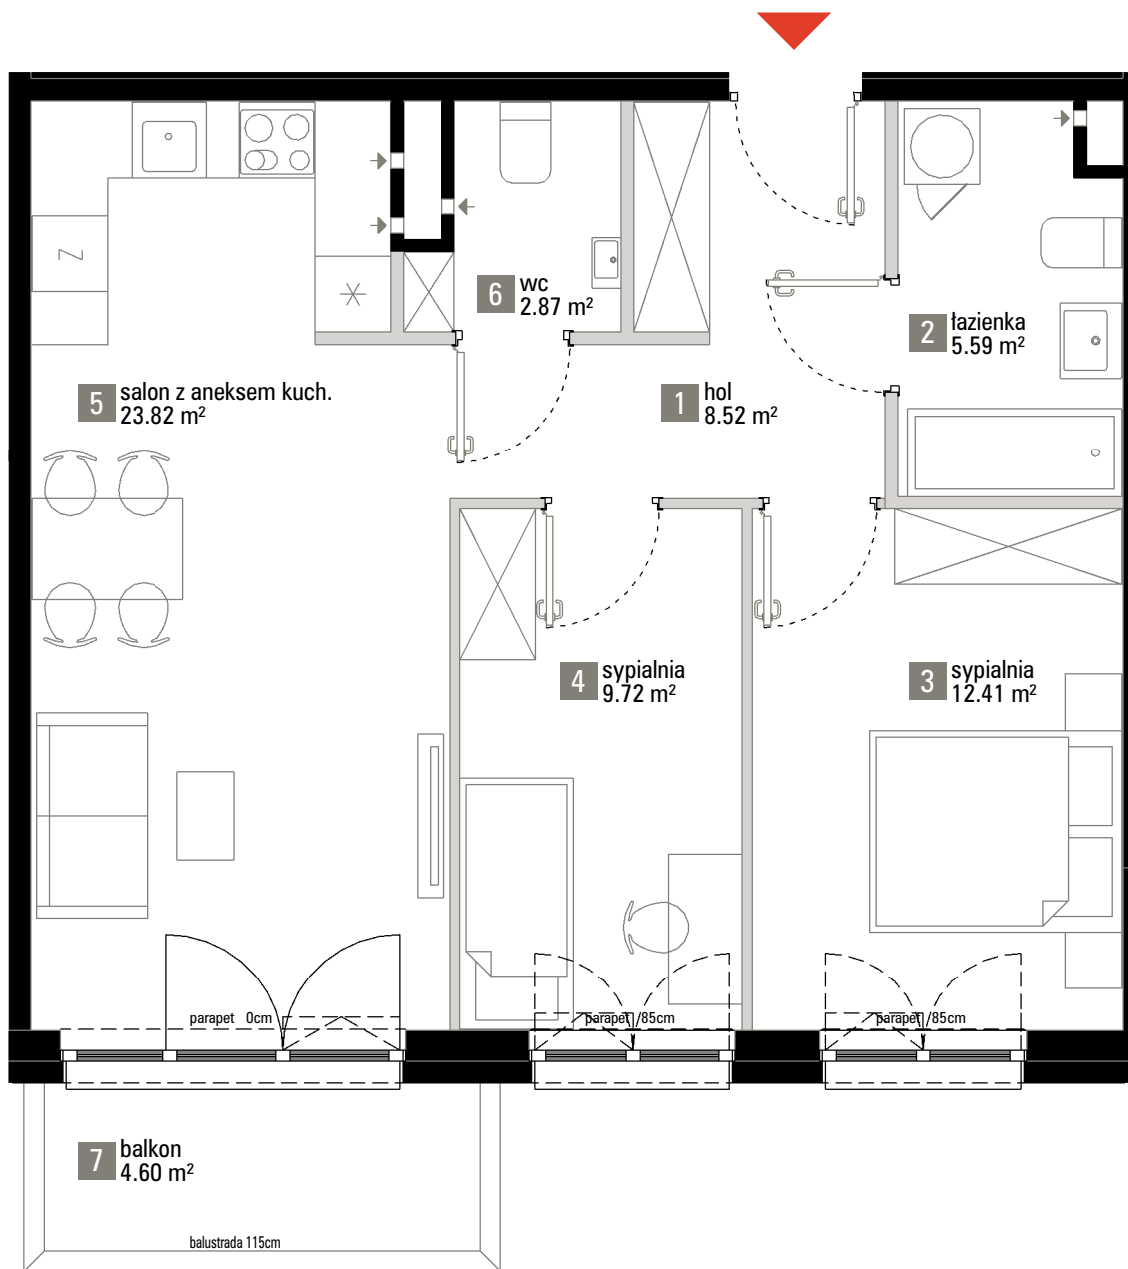 6 wc
2.87 m²
2 łazienka
5.59 m²
5 salon z aneksem kuch.
23.82 m²
1 hol
8.52 m²
Z
4 sypialnia
9.72 m²
3 sypialnia
12.41 m²
parapet 0cm
parapet /85cm
parapet /85cm
7 balkon
4.60 m²
balustrada 115cm